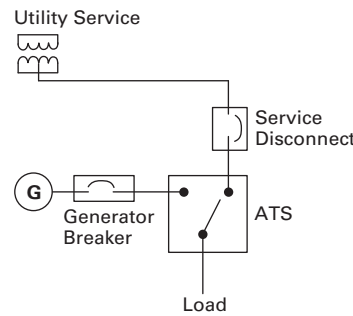 Utility Service
Service
Disconnect
G
Generator
Breaker
ATS
Load